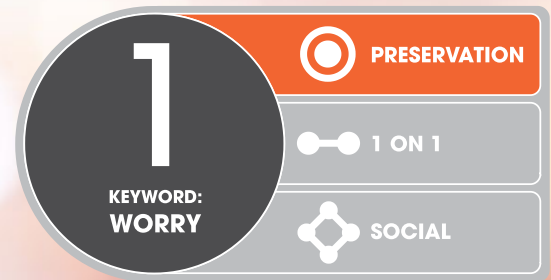 1
KEYWORD:
WORRY
PRESERVATION
1 ON 1
SOCIAL